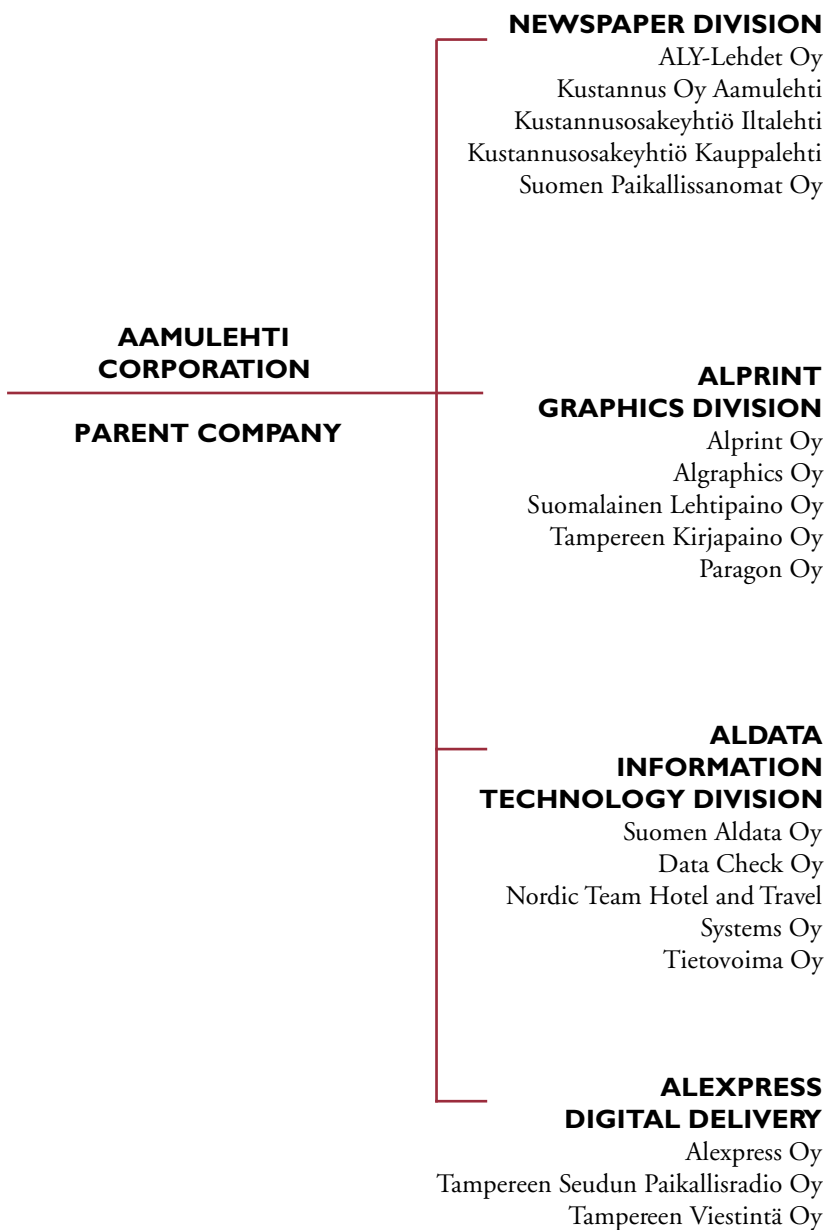 NEWSPAPER DIVISION
ALY-Lehdet Oy
Kustannus Oy Aamulehti
Kustannusosakeyhtiö Iltalehti
Kustannusosakeyhtiö Kauppalehti
Suomen Paikallissanomat Oy
AAMULEHTI
CORPORATION
PARENT COMPANY
ALPRINT
GRAPHICS DIVISION
Alprint Oy
Algraphics Oy
Suomalainen Lehtipaino Oy
Tampereen Kirjapaino Oy
Paragon Oy
ALDATA
INFORMATION
TECHNOLOGY DIVISION
Suomen Aldata Oy
Data Check Oy
Nordic Team Hotel and Travel
Systems Oy
Tietovoima Oy
ALEXPRESS
DIGITAL DELIVERY
Alexpress Oy
Tampereen Seudun Paikallisradio Oy
Tampereen Viestintä Oy